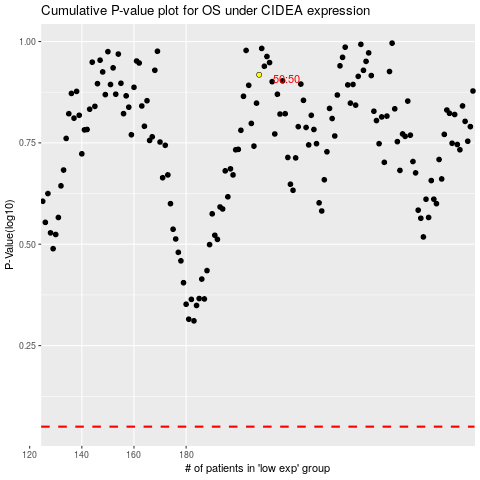 Cumulative P-value plot for OS under CIDEA expression
P-Value(log10)
1.00
0.75
0.50
0.25
50:50
120 140 160 180
# of patients in 'low exp' group